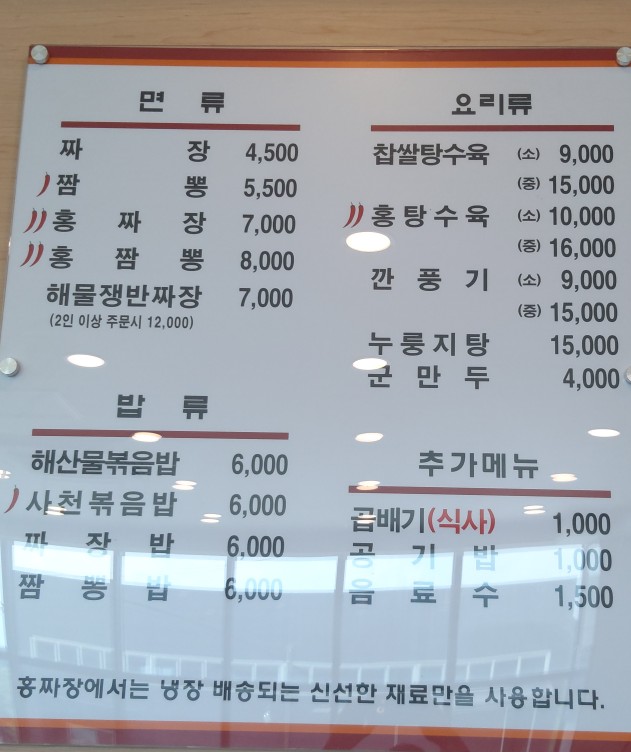 면 류
짜 장 4,500
짬 뽕 5,500
홍 짜 장 7,000
홍 짬 뽕 8,000
해물쟁반짜장 7,000
(2인 이상 주문시 12,000)
밥 류
해산물볶음밥 6,000
사천볶음밥 6,000
짜 장 밥 6,000
짬 뽕 밥 6,000
요리류
찹쌀탕수육 (소) 9,000
(중) 15,000
홍탕수육 (소) 10,000
(중) 16,000
깐 풍 기 (소) 9,000
(중) 15,000
누룽지탕 15,000
군 만 두 4,000
추가메뉴
곱배기(식사) 1,000
공 기 밥 1,000
음 료 수 1,500
홍짜장에서는 냉장 배송되는 신선한 재료만을 사용합니다.